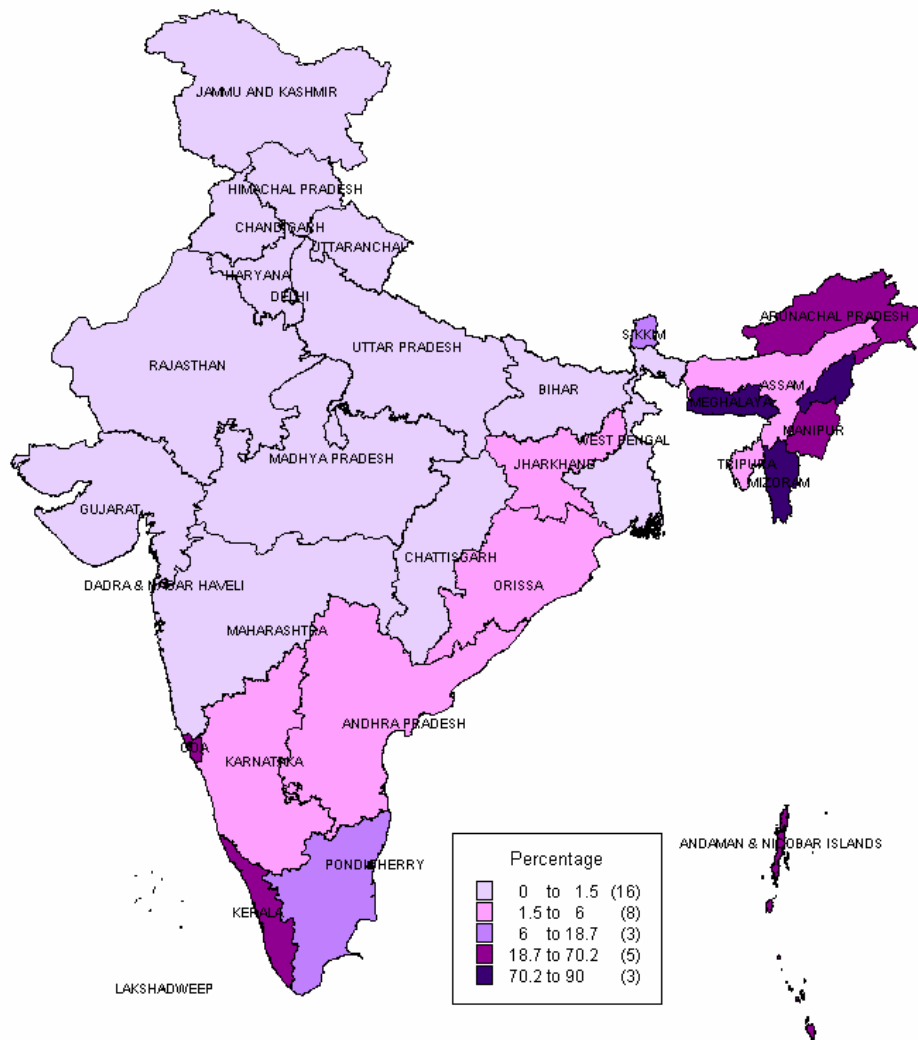 JAMMU AND KASHMIR
HIMACHAL PRADESH
CHANDIGARH
UTTARANCHAL
HARYANA
DELHI
ARUNACHAL PRADESH
SIKKIM
UTTAR PRADESH
RAJASTHAN
BIHAR
ASSAM
MEGHALAYA
MANIPUR
WEST BENGAL
MADHYA PRADESH
JHARKHAND
TRIPURA
MIZORAM
GUJARAT
CHATTISGARH
DADRA & NAGAR HAVELI
ORISSA
MAHARASHTRA
ANDHRA PRADESH
GOA
KARNATAKA
ANDAMAN & NICOBAR ISLANDS
PONDICHERRY
KERALA
LAKSHADWEEP
Percentage
0 to 1.5 (16)
1.5 to 6 (8)
6 to 18.7 (3)
18.7 to 70.2 (5)
70.2 to 90 (3)